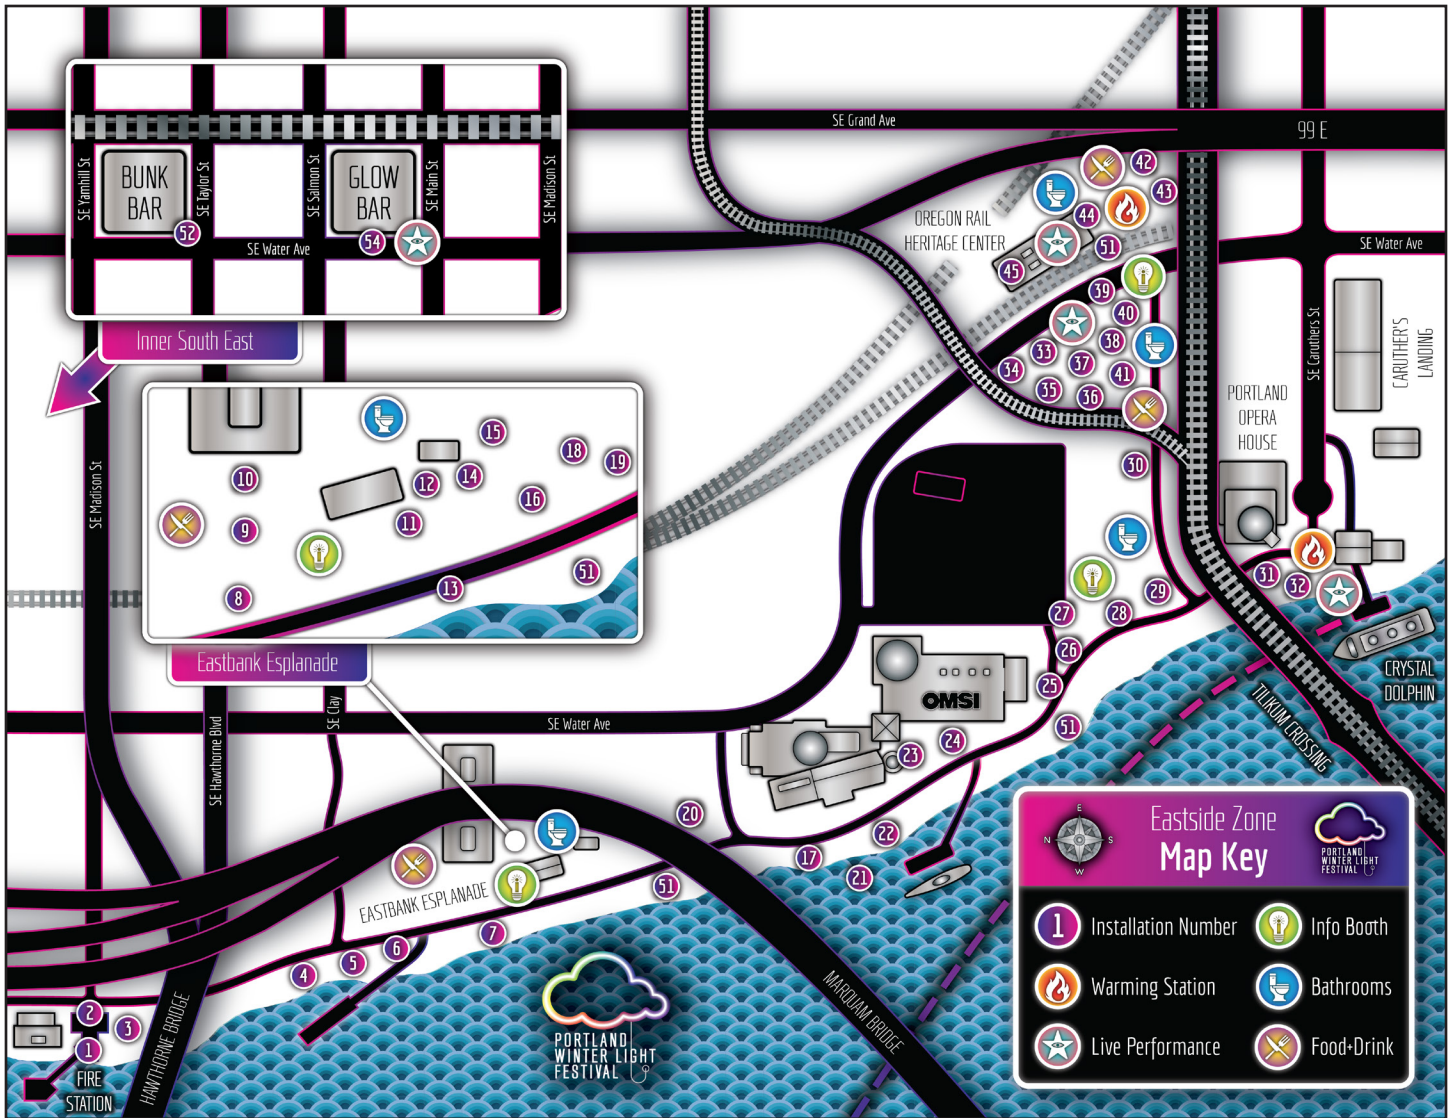 SE Grand Ave
99 E
SE Yamhill St
BUNK
BAR
SE Taylor St
SE Salmon St
GLOW
BAR
SE Main St
SE Madison St
52
54
SE Water Ave
Inner South East
OREGON RAIL
HERITAGE CENTER
42
43
44
51
45
39
40
38
33
37
34
41
35
36
30
SE Water Ave
SE Caruthers St
CARUTHER'S
LANDING
PORTLAND
OPERA
HOUSE
SE Madison St
10
9
8
15
18
19
12
14
16
11
13
51
Eastbank Esplanade
31
32
29
28
27
26
25
51
OMSI
24
23
CRYSTAL
DOLPHIN
TILIKUM CROSSING
SE Hawthorne Blvd
SE Clay
SE Water Ave
20
22
17
21
51
EASTBANK ESPLANADE
7
6
5
4
2
3
1
FIRE
STATION
HAWTHORNE BRIDGE
MARQUAM BRIDGE
PORTLAND
WINTER LIGHT
FESTIVAL
E
N
S
W
Eastside Zone
Map Key
PORTLAND
WINTER LIGHT
FESTIVAL
1
Installation Number
Info Booth
Warming Station
Bathrooms
Live Performance
Food+Drink